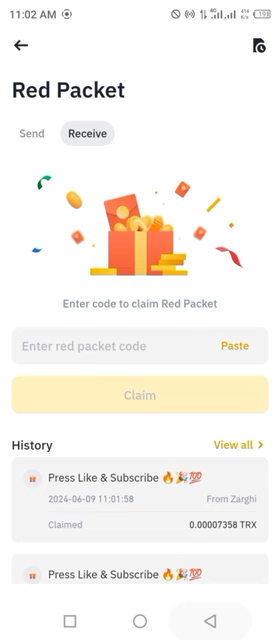 11:02 AM
4G
Red Packet
Send
Receive
Enter code to claim Red Packet
Enter red packet code
Paste
Claim
History
View all >
Press Like & Subscribe 🔥🎉💯
2024-06-09 11:01:58
From Zarghi
Claimed
0.00007358 TRX
Press Like & Subscribe 🔥🎉💯